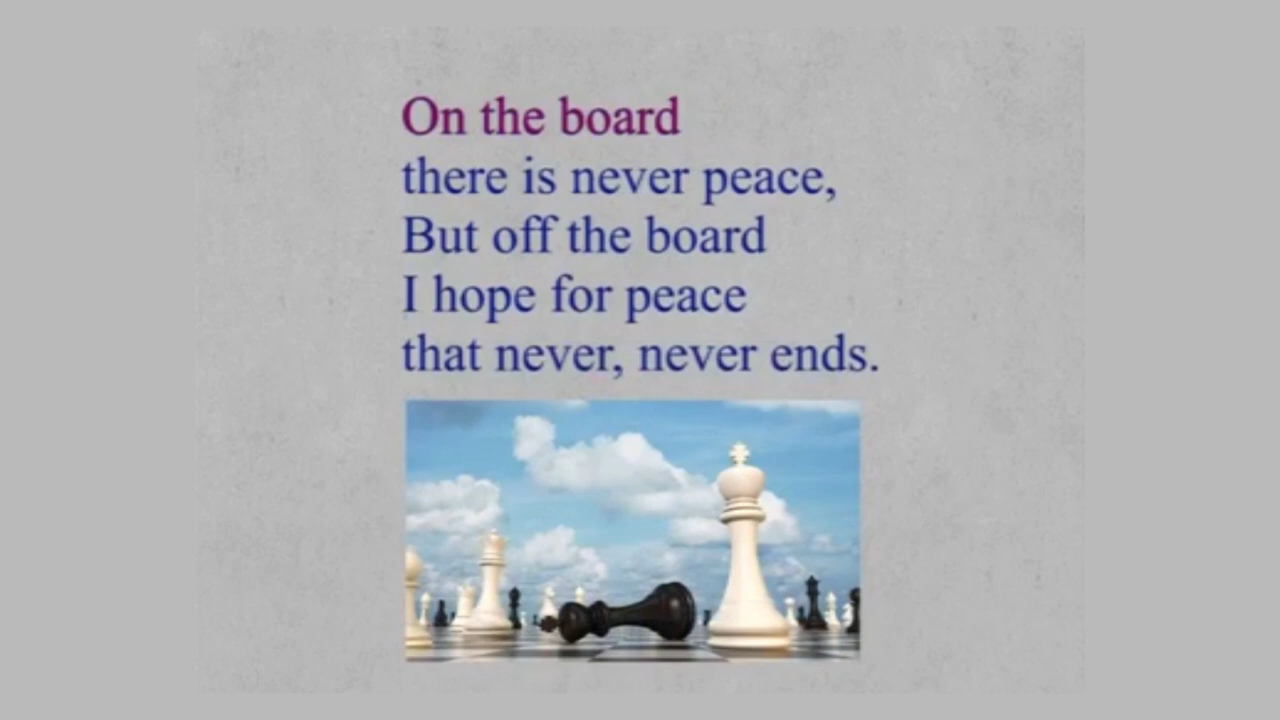 On the board
there is never peace,
But off the board
I hope for peace
that never, never ends.